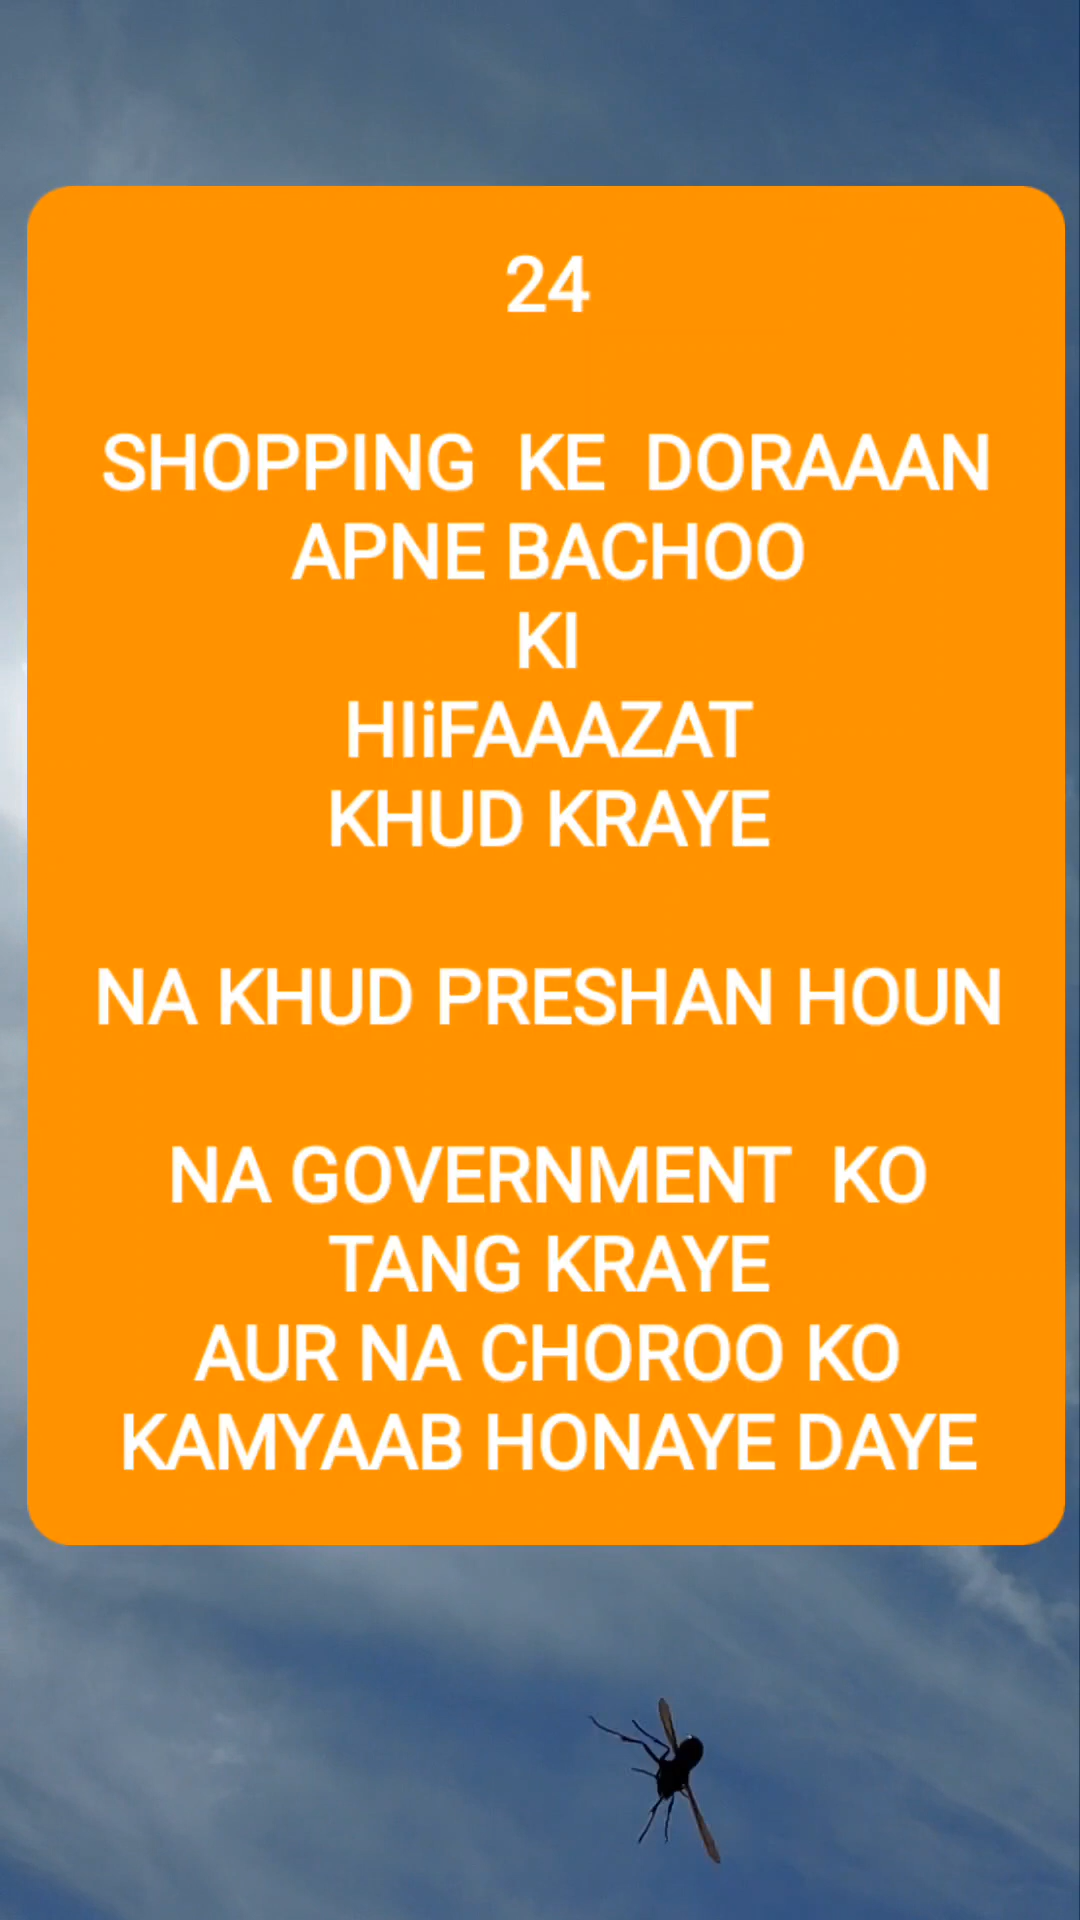 24
SHOPPING  KE  DORAAAN
APNE BACHOO
KI
HIiFAAAZAT
KHUD KRAYE
NA KHUD PRESHAN HOUN
NA GOVERNMENT  KO
TANG KRAYE
AUR NA CHOROO KO
KAMYAAB HONAYE DAYE